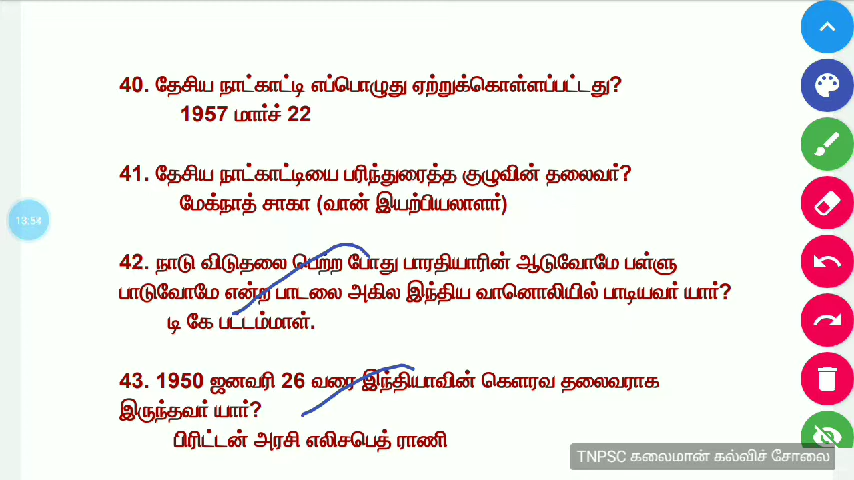 40. தேசிய நாட்காட்டி எப்பொழுது ஏற்றுக்கொள்ளப்பட்டது?
1957 மார்ச் 22
41. தேசிய நாட்காட்டியை பரிந்துரைத்த குழுவின் தலைவர்?
மேக்நாத் சாகா (வான் இயற்பியலாளர்)
13:54
42. நாடு விடுதலை பெற்ற போது பாரதியாரின் ஆடுவோமே பள்ளு
பாடுவோமே என்ற பாடலை அகில இந்திய வானொலியில் பாடியவர் யார்?
டி கே பட்டம்மாள்.
43. 1950 ஜனவரி 26 வரை இந்தியாவின் கௌரவ தலைவராக
இருந்தவர் யார்?
பிரிட்டன் அரசி எலிசபெத் ராணி
TNPSC கலைமான் கல்விச் சோலை